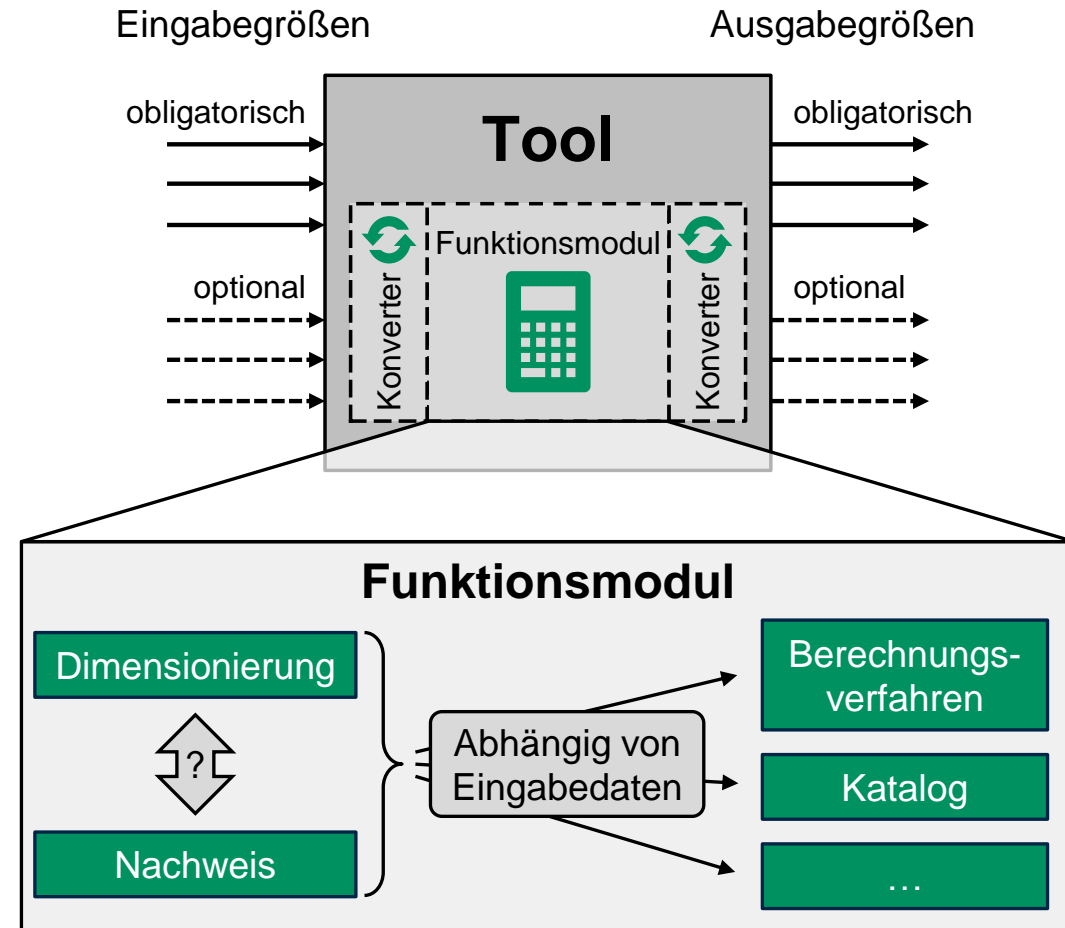 Eingabegrößen
Ausgabegrößen
obligatorisch
Tool
obligatorisch
Konverter
Funktionsmodul
Konverter
optional
optional
Funktionsmodul
Dimensionierung
?
Nachweis
Abhängig von
Eingabedaten
Berechnungs-
verfahren
Katalog
…